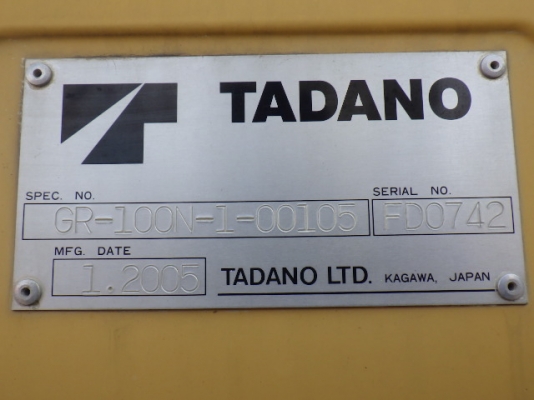 TADANO
SPEC. NO. SERIAL NO.
GR-100N-1-00105 FD0742
MFG. DATE
1.2005 TADANO LTD. KAGAWA, JAPAN